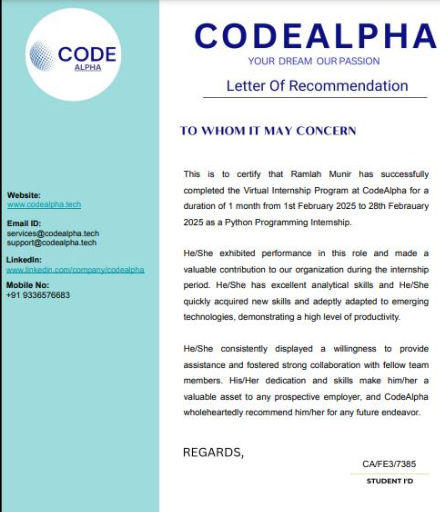 CODE
ALPHA
CODEALPHA
YOUR DREAM OUR PASSION
Letter Of Recommendation
TO WHOM IT MAY CONCERN
Website:
www.codealpha.tech
Email ID:
services@codealpha.tech
support@codealpha.tech
LinkedIn:
www.linkedin.com/company/codealpha
Mobile No:
+91 9336576683
This is to certify that Ramlah Munir has successfully
completed the Virtual Internship Program at CodeAlpha for a
duration of 1 month from 1st February 2025 to 28th Febrauary
2025 as a Python Programming Internship.
He/She exhibited performance in this role and made a
valuable contribution to our organization during the internship
period. He/She has excellent analytical skills and He/She
quickly acquired new skills and adeptly adapted to emerging
technologies, demonstrating a high level of productivity.
He/She consistently displayed a willingness to provide
assistance and fostered strong collaboration with fellow team
members. His/Her dedication and skills make him/her a
valuable asset to any prospective employer, and CodeAlpha
wholeheartedly recommend him/her for any future endeavor.
REGARDS,
CA/FE3/7385
STUDENT I'D